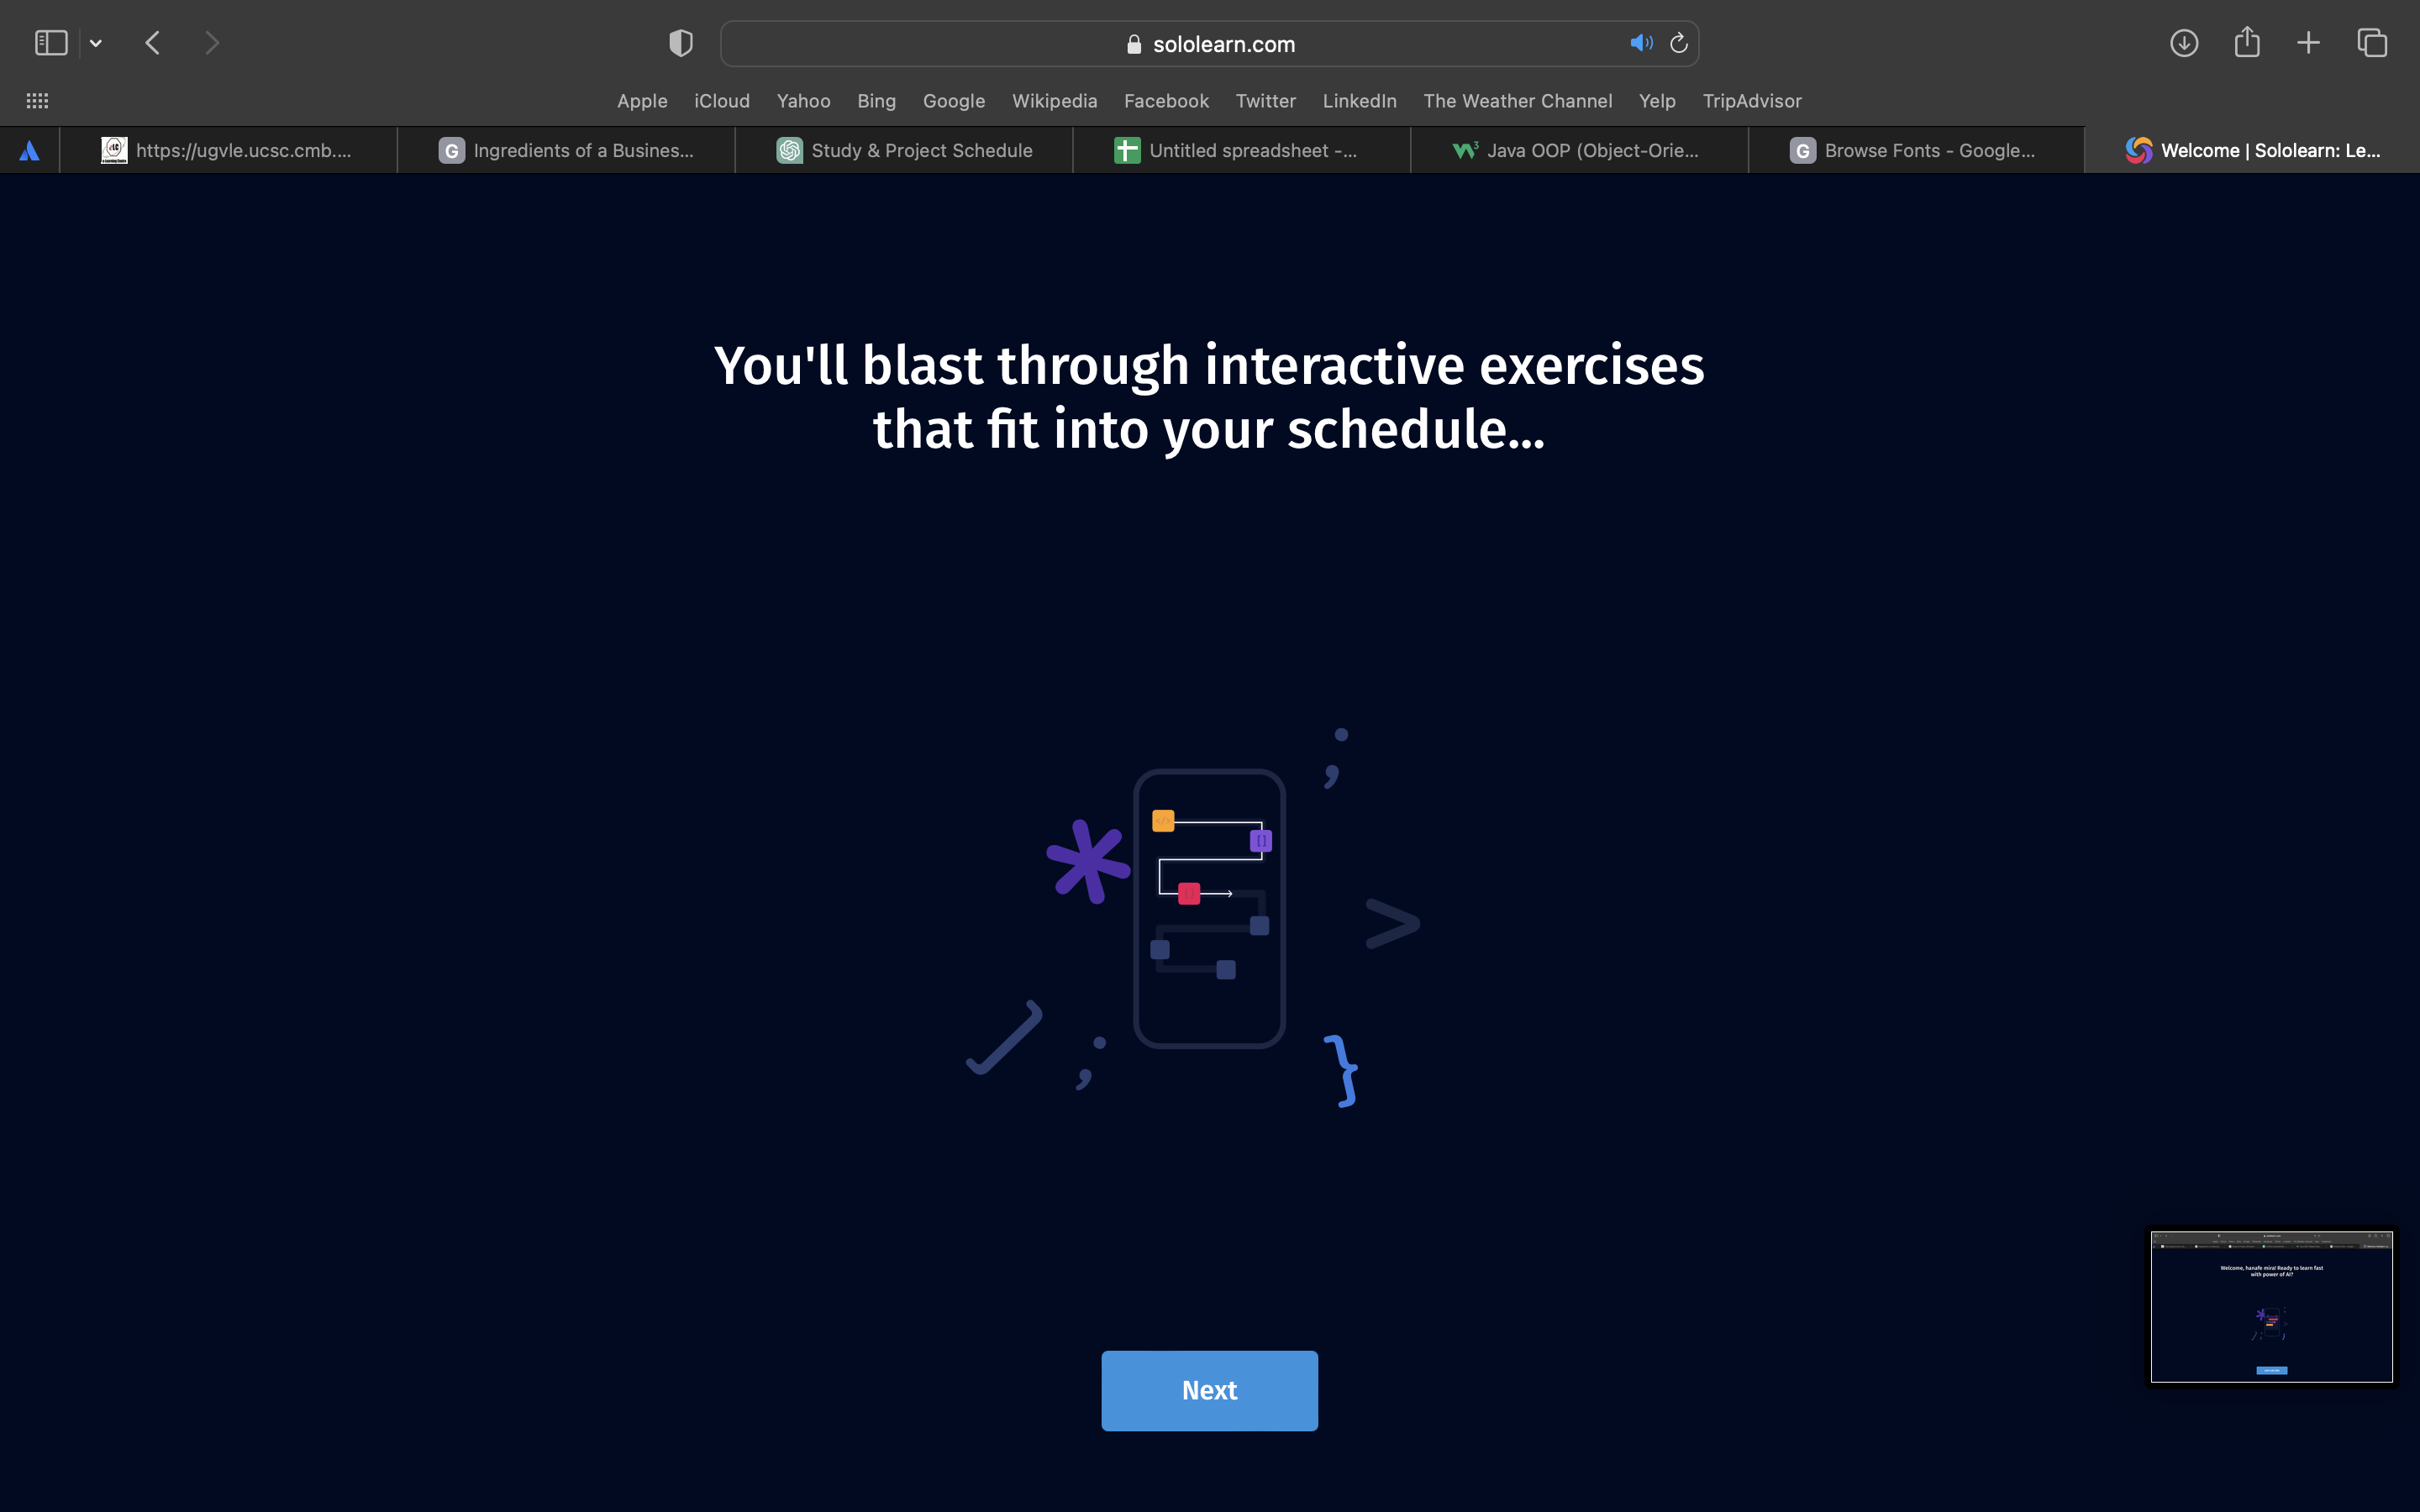 sololearn.com
Apple iCloud Yahoo Bing Google Wikipedia Facebook Twitter LinkedIn The Weather Channel Yelp TripAdvisor
https://ugvle.ucsc.cmb.... G Ingredients of a Busines... Study & Project Schedule Untitled spreadsheet -... Java OOP (Object-Orie... G Browse Fonts - Google... Welcome | Sololearn: Le...
You'll blast through interactive exercises
that fit into your schedule...
;
</>
[ ]
>
;
}
Welcome, hanafe mira! Ready to learn fast
with power of AI?
Next